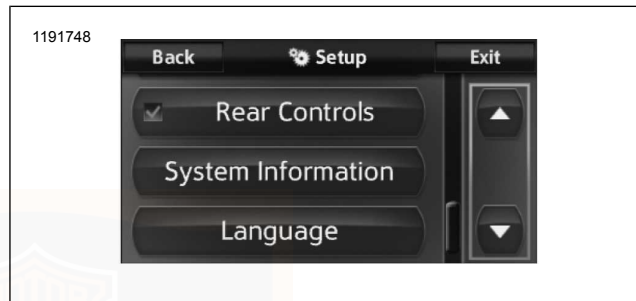 1191748
Back Setup Exit
Rear Controls
System Information
Language